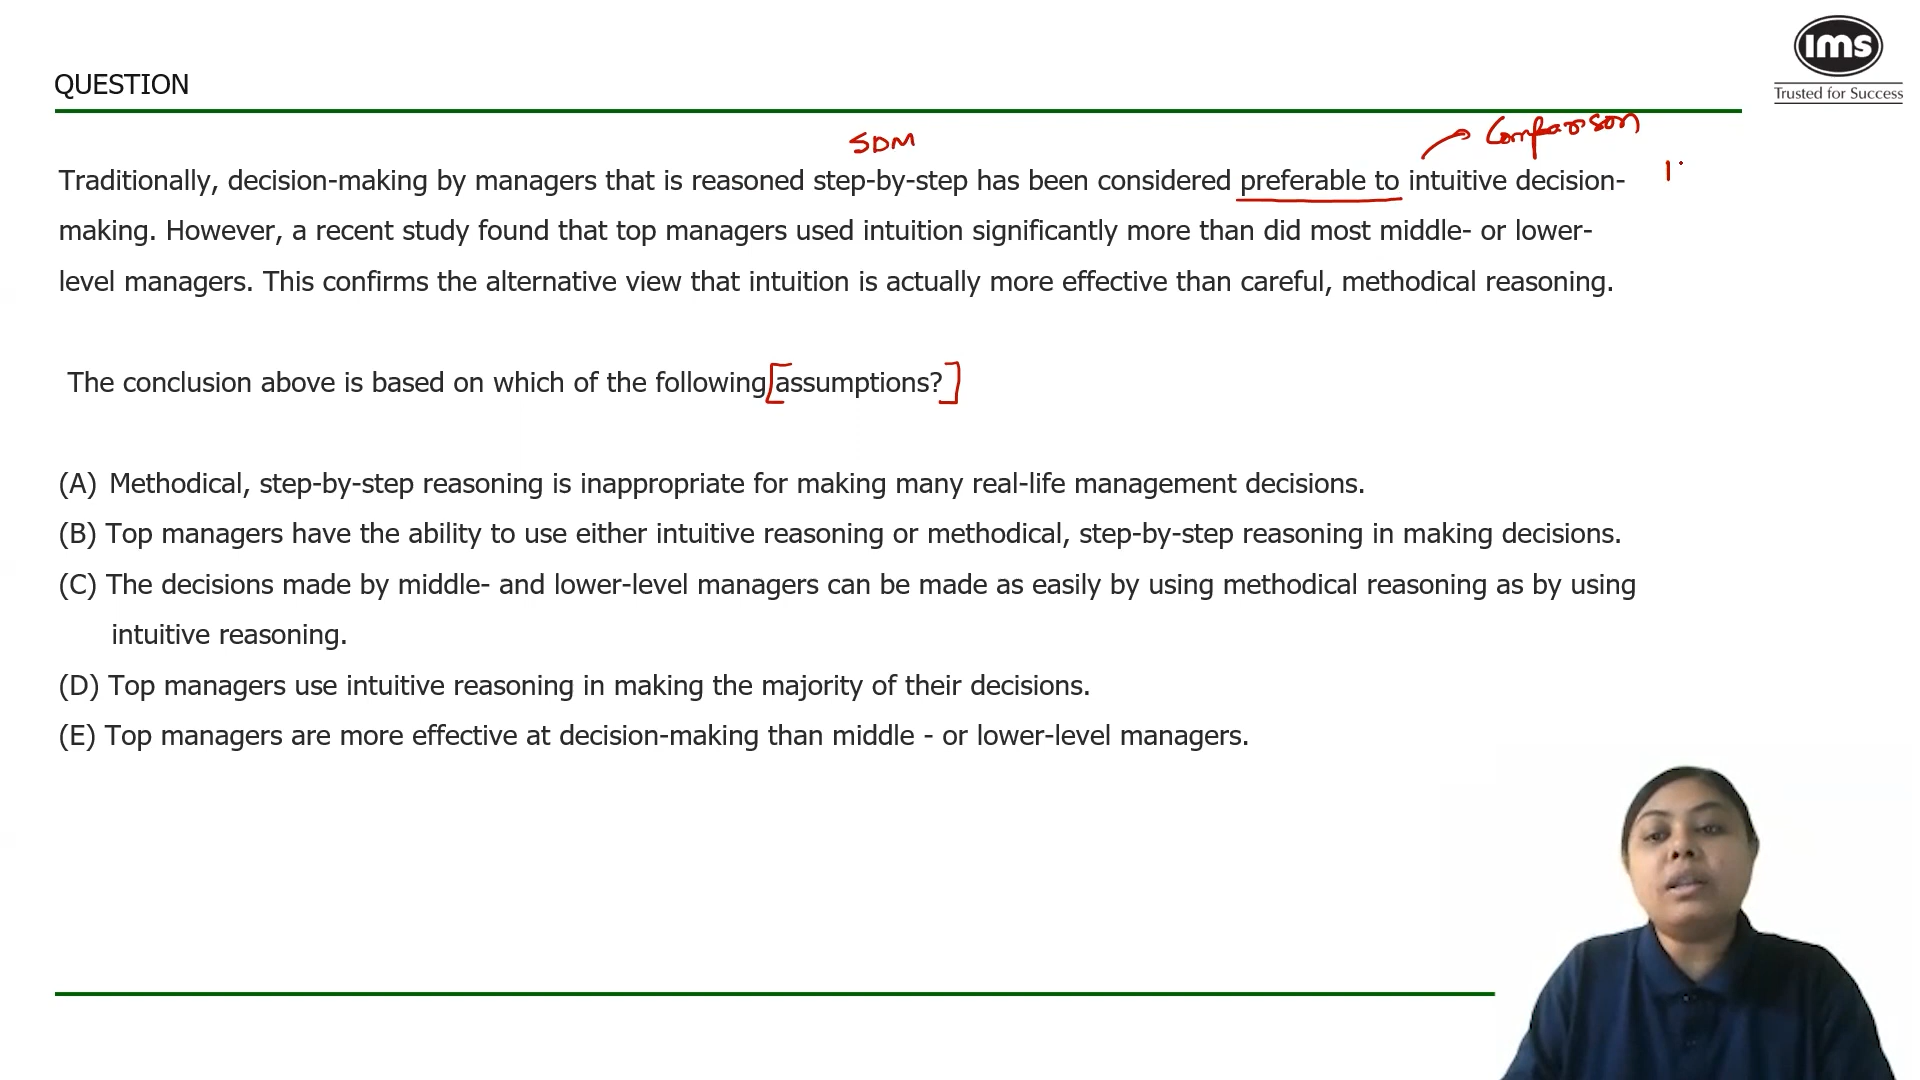 ims
Trusted for Success
QUESTION
SDM
Comparison
Traditionally, decision-making by managers that is reasoned step-by-step has been considered preferable to intuitive decision-
making. However, a recent study found that top managers used intuition significantly more than did most middle- or lower-
level managers. This confirms the alternative view that intuition is actually more effective than careful, methodical reasoning.
The conclusion above is based on which of the following [assumptions?]
(A) Methodical, step-by-step reasoning is inappropriate for making many real-life management decisions.
(B) Top managers have the ability to use either intuitive reasoning or methodical, step-by-step reasoning in making decisions.
(C) The decisions made by middle- and lower-level managers can be made as easily by using methodical reasoning as by using
intuitive reasoning.
(D) Top managers use intuitive reasoning in making the majority of their decisions.
(E) Top managers are more effective at decision-making than middle - or lower-level managers.